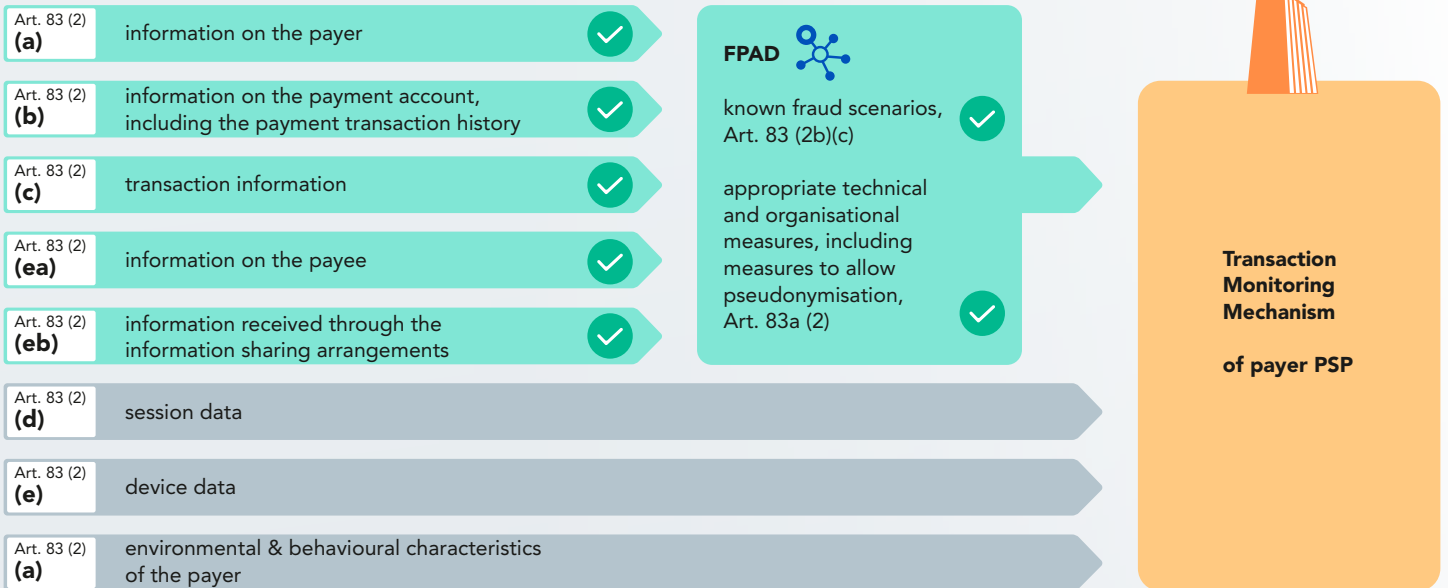 Art. 83 (2)
(a)
information on the payer
Art. 83 (2)
(b)
information on the payment account,
including the payment transaction history
Art. 83 (2)
(c)
transaction information
Art. 83 (2)
(ea)
information on the payee
Art. 83 (2)
(eb)
information received through the
information sharing arrangements
Art. 83 (2)
(d)
session data
Art. 83 (2)
(e)
device data
Art. 83 (2)
(a)
environmental & behavioural characteristics
of the payer
FPAD
known fraud scenarios,
Art. 83 (2b)(c)
appropriate technical
and organisational
measures, including
measures to allow
pseudonymisation,
Art. 83a (2)
Transaction
Monitoring
Mechanism
of payer PSP